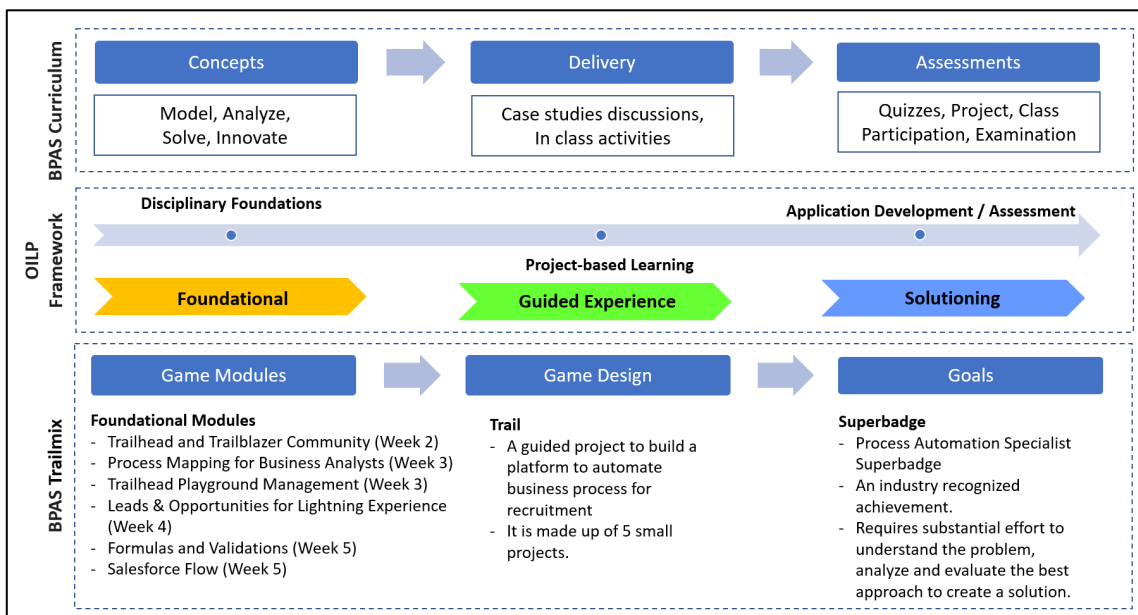 BPAS Curriculum
Concepts
Delivery
Assessments
Model, Analyze,
Solve, Innovate
Case studies discussions,
In class activities
Quizzes, Project, Class
Participation, Examination
OILP
Framework
Disciplinary Foundations
Application Development / Assessment
Project-based Learning
Foundational
Guided Experience
Solutioning
BPAS Trailmix
Game Modules
Game Design
Goals
Foundational Modules
- Trailhead and Trailblazer Community (Week 2)
- Process Mapping for Business Analysts (Week 3)
- Trailhead Playground Management (Week 3)
- Leads & Opportunities for Lightning Experience
(Week 4)
- Formulas and Validations (Week 5)
- Salesforce Flow (Week 5)
Trail
- A guided project to build a
platform to automate
business process for
recruitment
- It is made up of 5 small
projects.
Superbadge
- Process Automation Specialist
Superbadge
- An industry recognized
achievement.
- Requires substantial effort to
understand the problem,
analyze and evaluate the best
approach to create a solution.